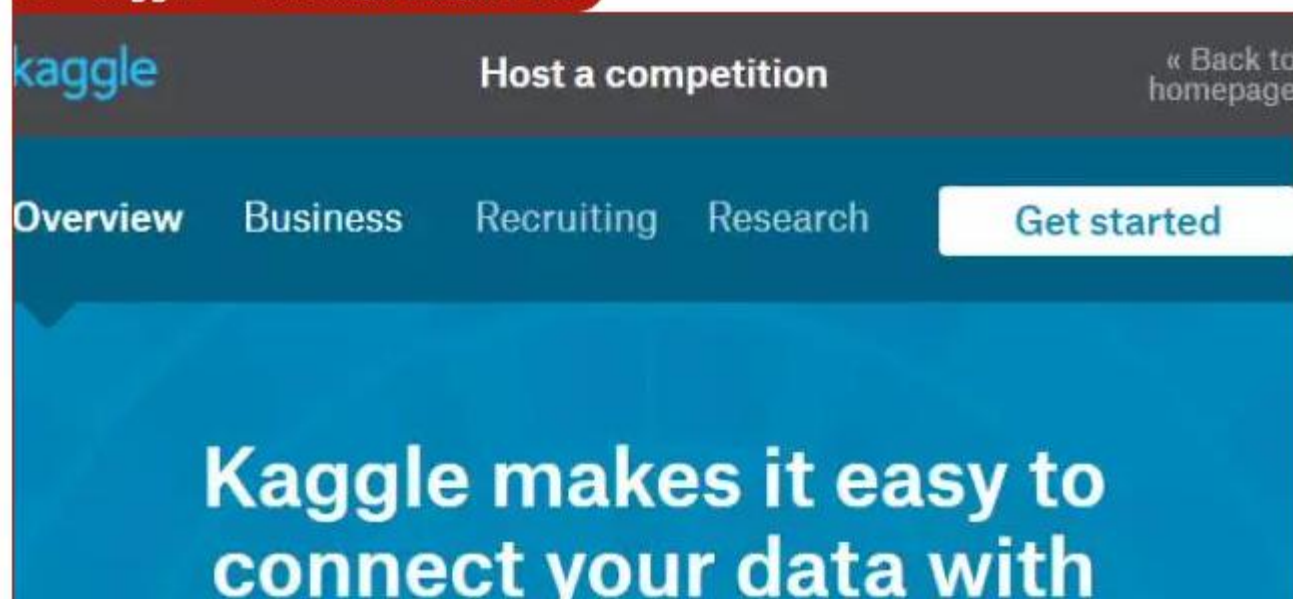 kaggle
Host a competition
« Back to
homepage
Overview Business Recruiting Research Get started
Kaggle makes it easy to
connect your data with